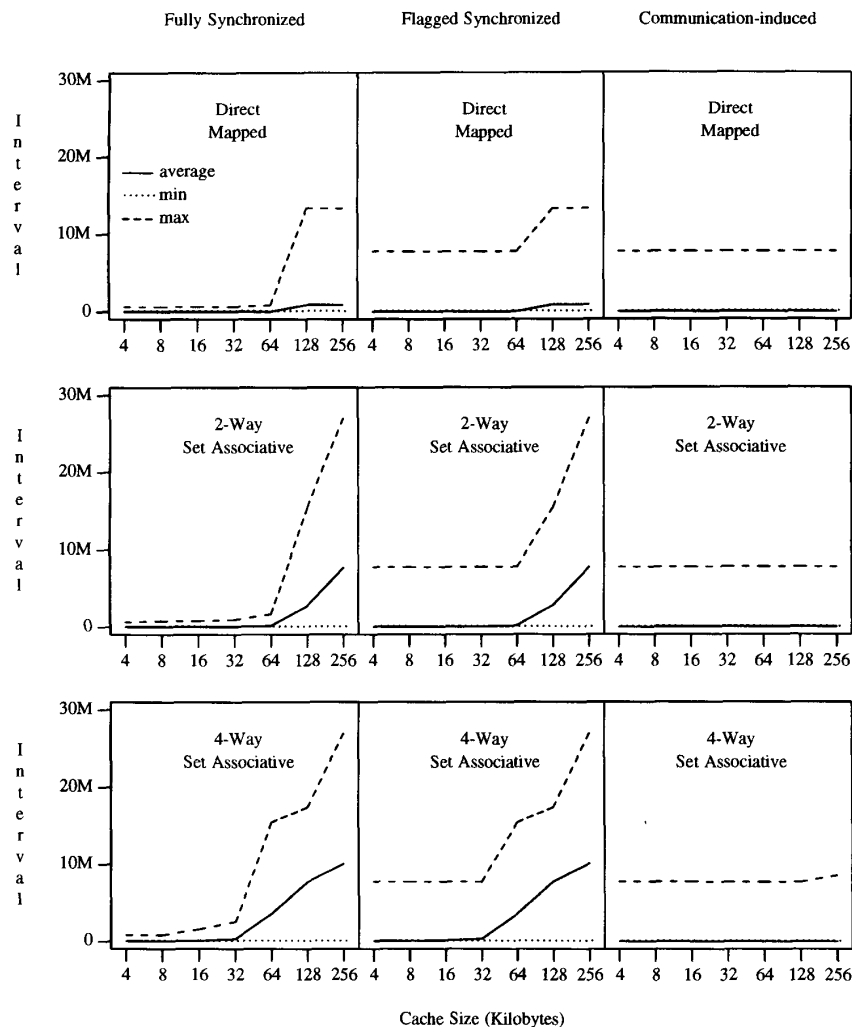 Fully Synchronized Flagged Synchronized Communication-induced
Interval
30M
20M
10M
0
Direct
Mapped
average
min
max
Direct
Mapped
Direct
Mapped
4 8 16 32 64 128 256 4 8 16 32 64 128 256 4 8 16 32 64 128 256
Interval
30M
20M
10M
0
2-Way
Set Associative
2-Way
Set Associative
2-Way
Set Associative
4 8 16 32 64 128 256 4 8 16 32 64 128 256 4 8 16 32 64 128 256
Interval
30M
20M
10M
0
4-Way
Set Associative
4-Way
Set Associative
4-Way
Set Associative
4 8 16 32 64 128 256 4 8 16 32 64 128 256 4 8 16 32 64 128 256
Cache Size (Kilobytes)